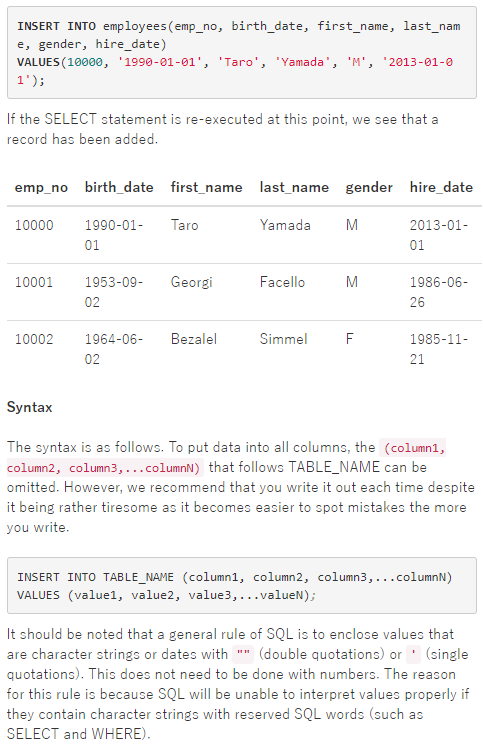 INSERT INTO employees(emp_no, birth_date, first_name, last_nam
e, gender, hire_date)
VALUES(10000, '1990-01-01', 'Taro', 'Yamada', 'M', '2013-01-0
1');
If the SELECT statement is re-executed at this point, we see that a
record has been added.
emp_no birth_date first_name last_name gender hire_date
10000 1990-01- Taro Yamada M 2013-01-
01 01
10001 1953-09- Georgi Facello M 1986-06-
02 26
10002 1964-06- Bezalel Simmel F 1985-11-
02 21
Syntax
The syntax is as follows. To put data into all columns, the (column1,
column2, column3,...columnN) that follows TABLE_NAME can be
omitted. However, we recommend that you write it out each time despite
it being rather tiresome as it becomes easier to spot mistakes the more
you write.
INSERT INTO TABLE_NAME (column1, column2, column3,...columnN)
VALUES (value1, value2, value3,...valueN);
It should be noted that a general rule of SQL is to enclose values that
are character strings or dates with "" (double quotations) or ' (single
quotations). This does not need to be done with numbers. The reason
for this rule is because SQL will be unable to interpret values properly if
they contain character strings with reserved SQL words (such as
SELECT and WHERE).